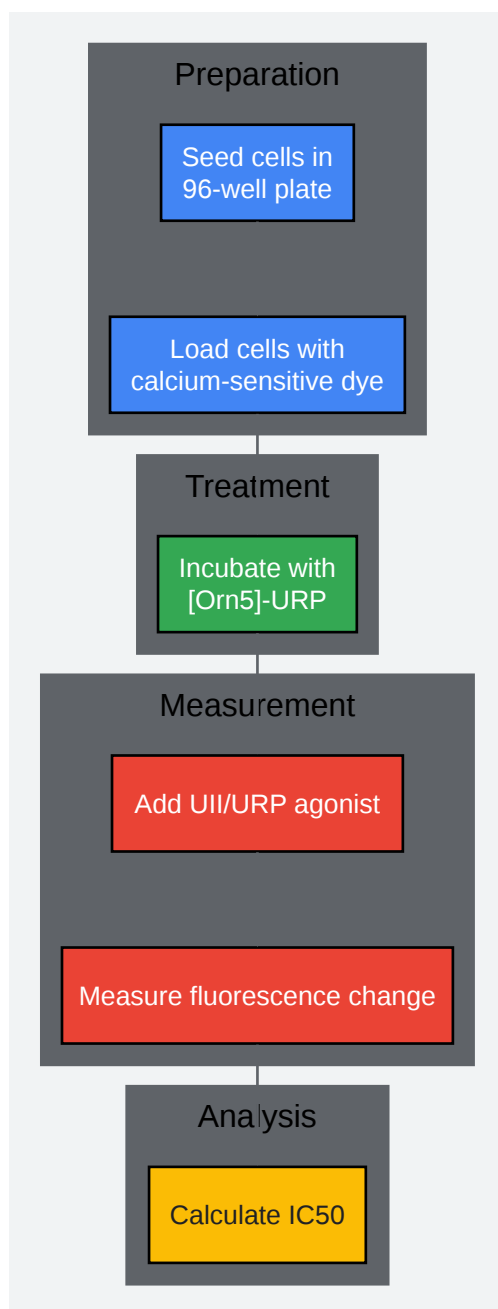 Preparation
Seed cells in
96-well plate
Load cells with
calcium-sensitive dye
Treatment
Incubate with
[Orn5]-URP
Measurement
Add UII/URP agonist
Measure fluorescence change
Analysis
Calculate IC50